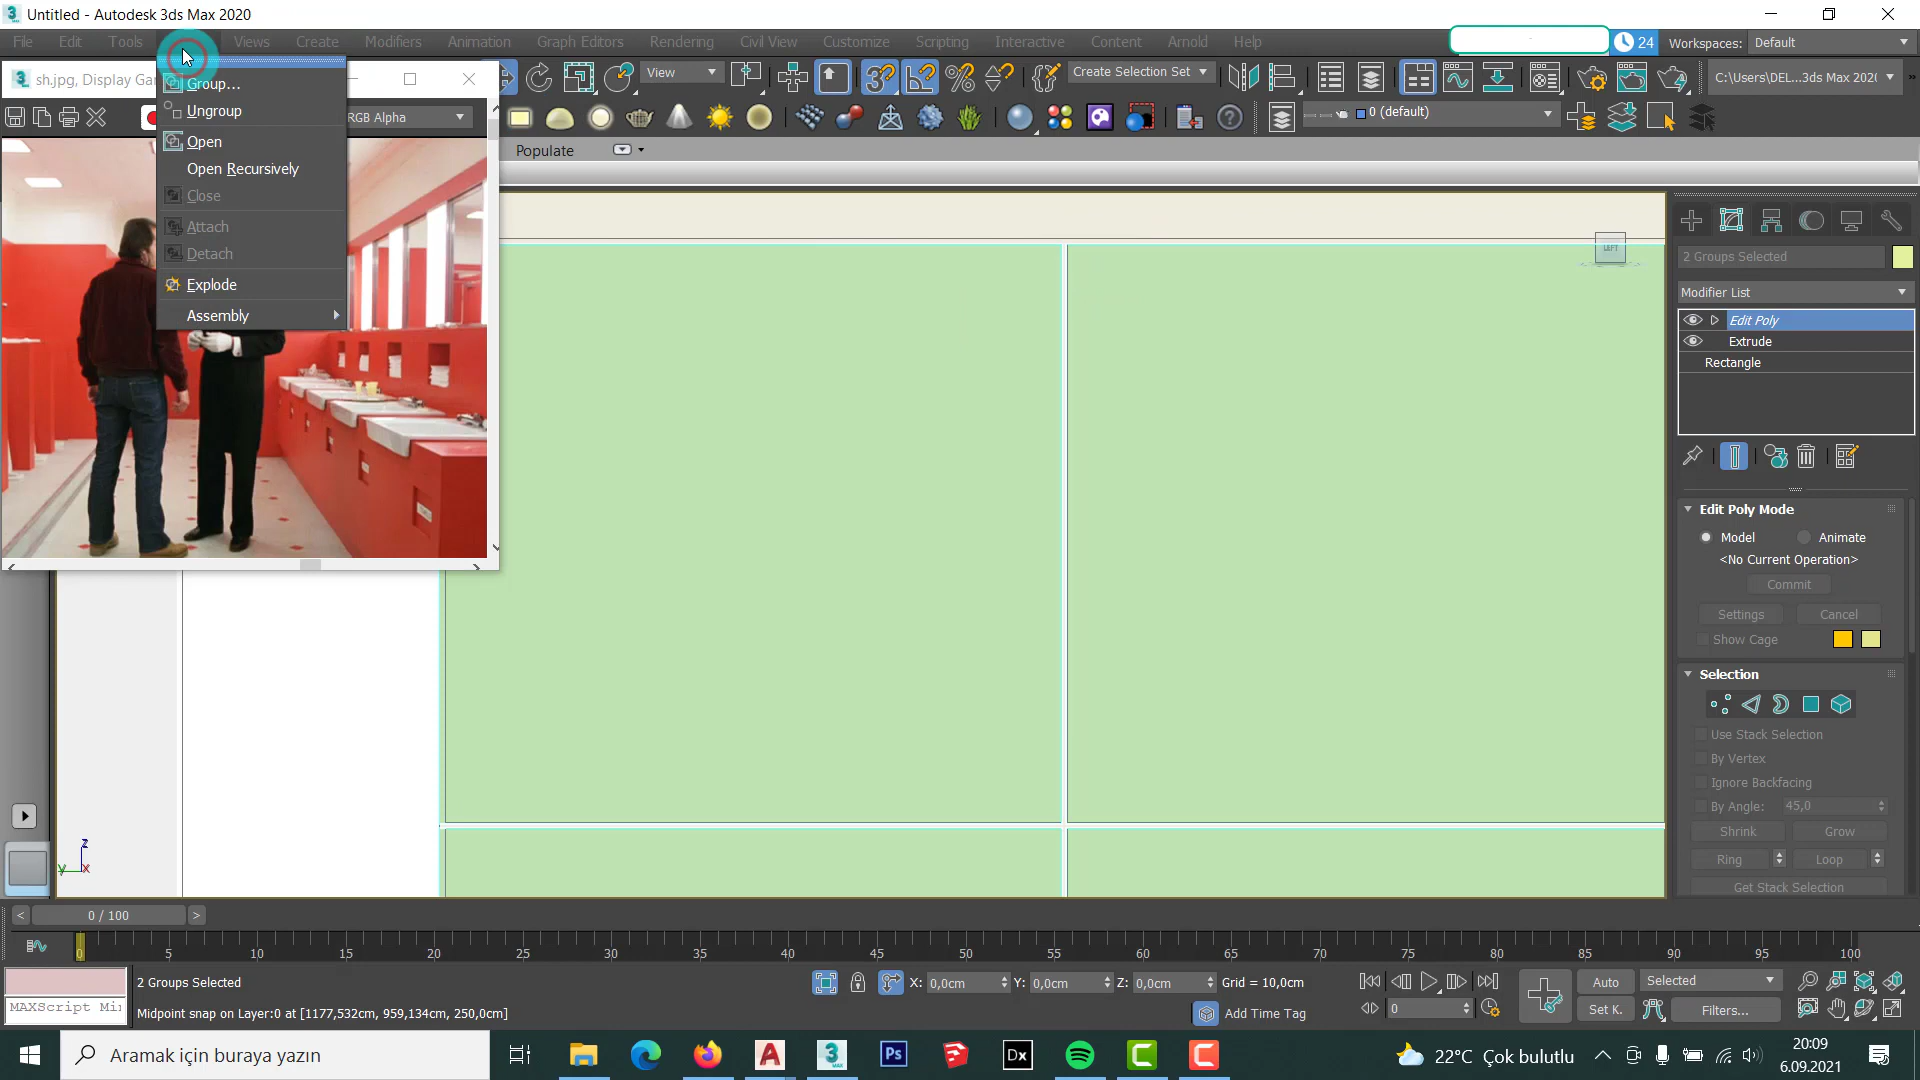 Untitled - Autodesk 3ds Max 2020
File Edit Tools Views Create Modifiers Animation Graph Editors Rendering Civil View Customize Scripting Interactive Content Arnold Help
24 Workspaces: Default
sh.jpg, Display
View
Create Selection Set
C:\Users\DEL...3ds Max 202
RGB Alpha
0 (default)
Group...
Ungroup
Open
Open Recursively
Close
Attach
Detach
Explode
Assembly
Populate
LEFT
2 Groups Selected
Modifier List
Edit Poly
Extrude
Rectangle
Edit Poly Mode
Model Animate
<No Current Operation>
Commit
Settings Cancel
Show Cage
Selection
Use Stack Selection
By Vertex
Ignore Backfacing
By Angle: 45,0
Shrink Grow
Ring Loop
Get Stack Selection
z
y x
< 0 / 100 >
0 5 10 15 20 25 30 35 40 45 50 55 60 65 70 75 80 85 90 95 100
2 Groups Selected
X: 0,0cm Y: 0,0cm Z: 0,0cm Grid = 10,0cm
Auto Selected
MAXScript Mi
Midpoint snap on Layer:0 at [1177,532cm, 959,134cm, 250,0cm]
Add Time Tag
0
Set K. Filters...
Aramak için buraya yazın
Ps
Dx
22°C Çok bulutlu
20:09
6.09.2021